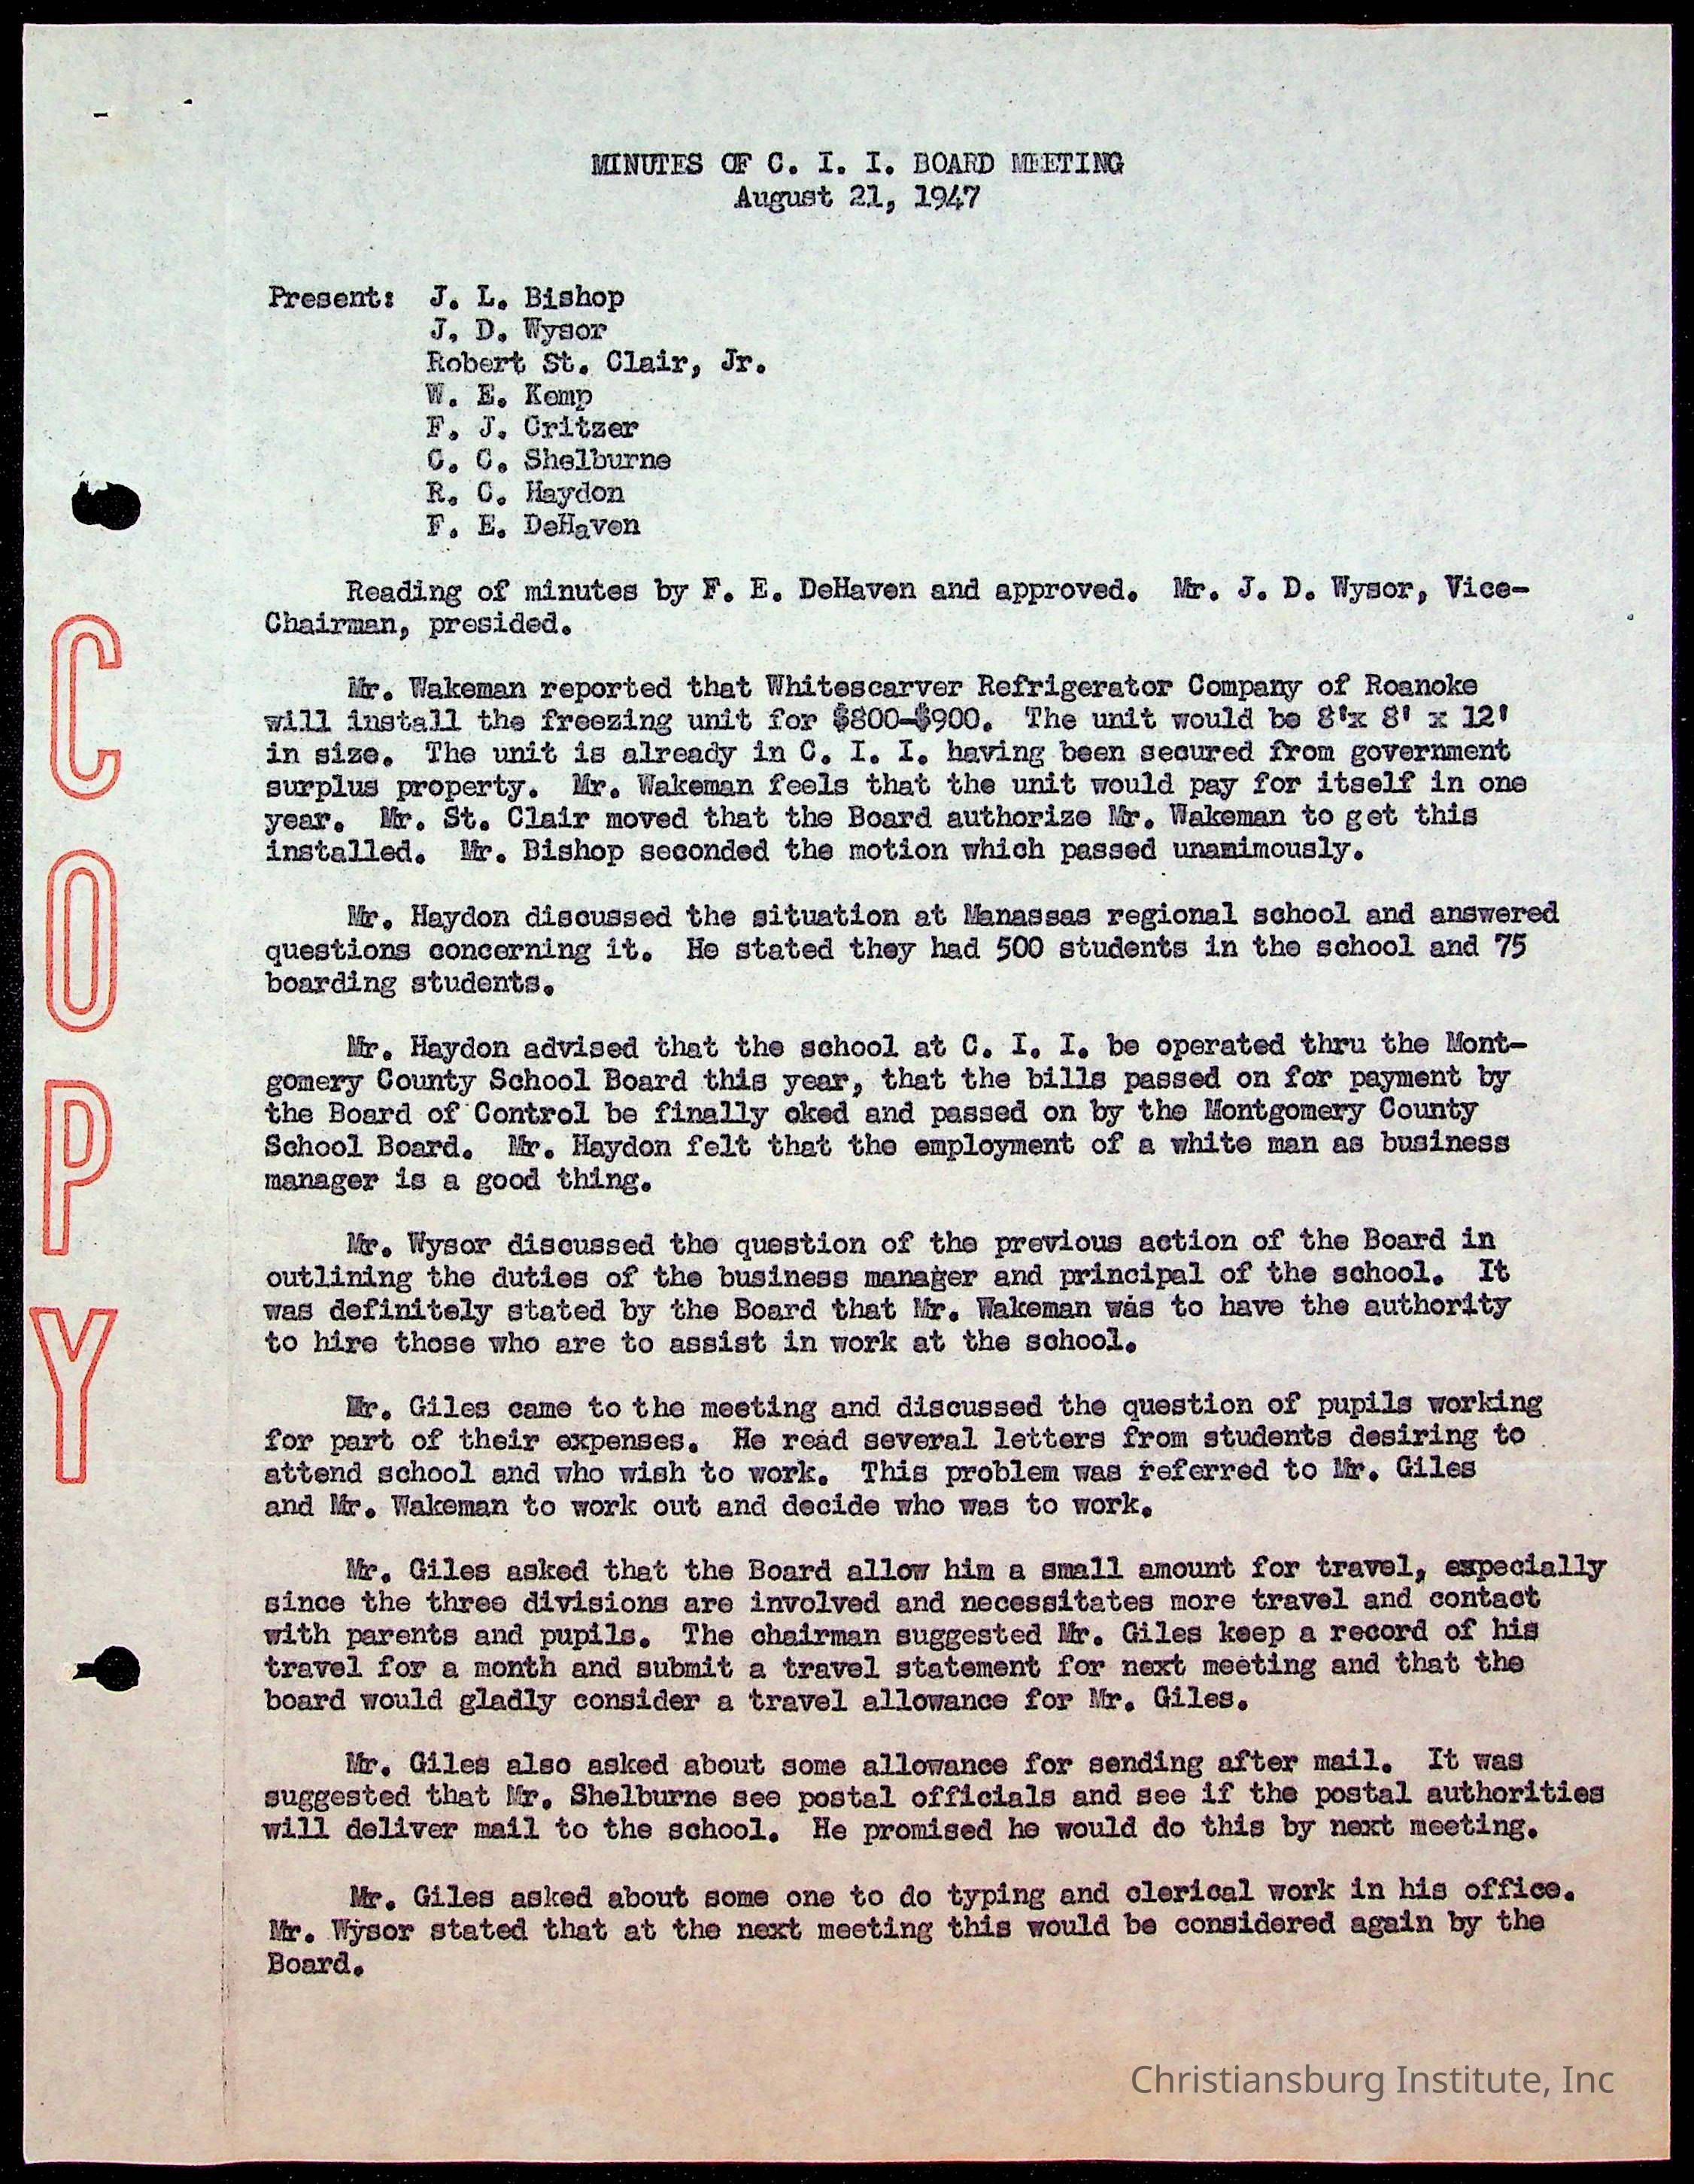 MINUTES OF C. I. I. BOARD MEETING
August 21, 1947
Present: J. L. Bishop
J. D. Wysor
Robert St. Clair, Jr.
W. E. Kemp
F. J. Critzer
C. C. Shelburne
R. C. Haydon
F. E. DeHaven
Reading of minutes by F. E. DeHaven and approved. Mr. J. D. Wysor, Vice-
Chairman, presided.
Mr. Wakeman reported that Whitescarver Refrigerator Company of Roanoke
will install the freezing unit for $800-$900. The unit would be 8'x 8' x 12'
in size. The unit is already in C. I. I. having been secured from government
surplus property. Mr. Wakeman feels that the unit would pay for itself in one
year. Mr. St. Clair moved that the Board authorize Mr. Wakeman to get this
installed. Mr. Bishop seconded the motion which passed unanimously.
Mr. Haydon discussed the situation at Manassas regional school and answered
questions concerning it. He stated they had 500 students in the school and 75
boarding students.
Mr. Haydon advised that the school at C. I. I. be operated thru the Mont-
gomery County School Board this year, that the bills passed on for payment by
the Board of Control be finally oked and passed on by the Montgomery County
School Board. Mr. Haydon felt that the employment of a white man as business
manager is a good thing.
Mr. Wysor discussed the question of the previous action of the Board in
outlining the duties of the business manager and principal of the school. It
was definitely stated by the Board that Mr. Wakeman was to have the authority
to hire those who are to assist in work at the school.
Mr. Giles came to the meeting and discussed the question of pupils working
for part of their expenses. He read several letters from students desiring to
attend school and who wish to work. This problem was referred to Mr. Giles
and Mr. Wakeman to work out and decide who was to work.
Mr. Giles asked that the Board allow him a small amount for travel, especially
since the three divisions are involved and necessitates more travel and contact
with parents and pupils. The chairman suggested Mr. Giles keep a record of his
travel for a month and submit a travel statement for next meeting and that the
board would gladly consider a travel allowance for Mr. Giles.
Mr. Giles also asked about some allowance for sending after mail. It was
suggested that Mr. Shelburne see postal officials and see if the postal authorities
will deliver mail to the school. He promised he would do this by next meeting.
Mr. Giles asked about some one to do typing and clerical work in his office.
Mr. Wysor stated that at the next meeting this would be considered again by the
Board.
COPY
Christiansburg Institute, Inc